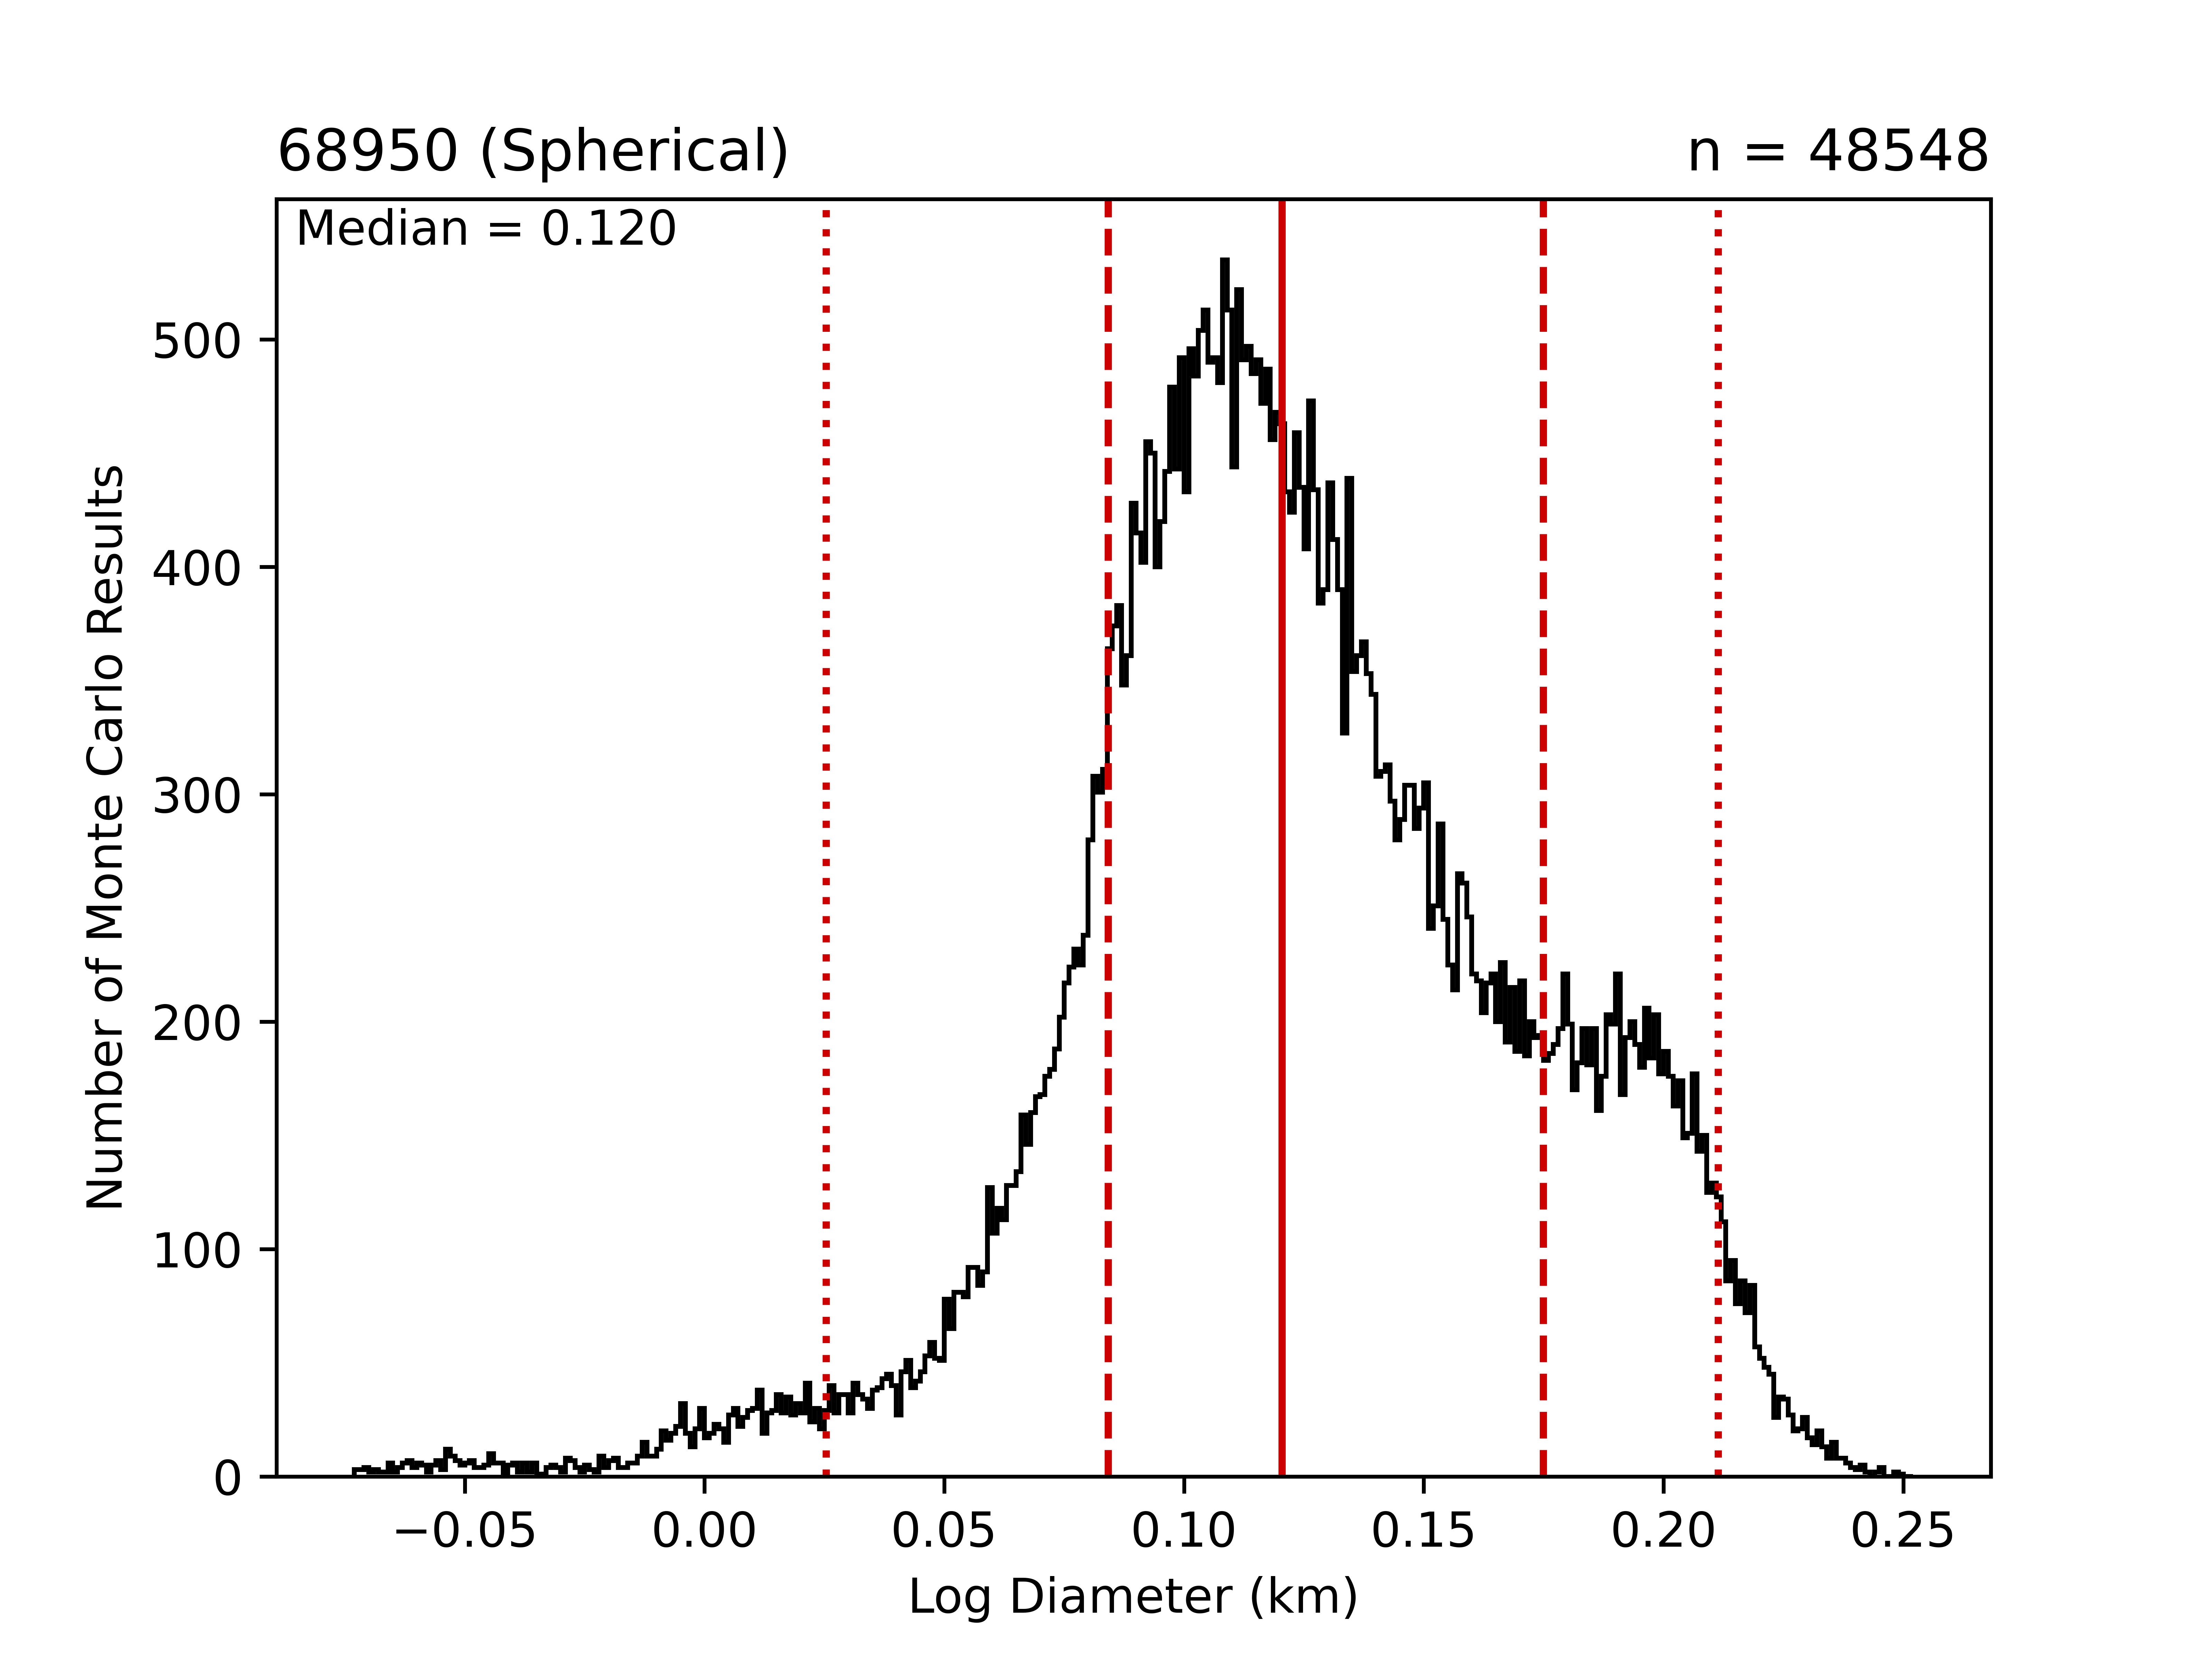 68950 (Spherical)
n = 48548
Median = 0.120
500
400
300
200
100
0
Number of Monte Carlo Results
−0.05
0.00
0.05
0.10
0.15
0.20
0.25
Log Diameter (km)